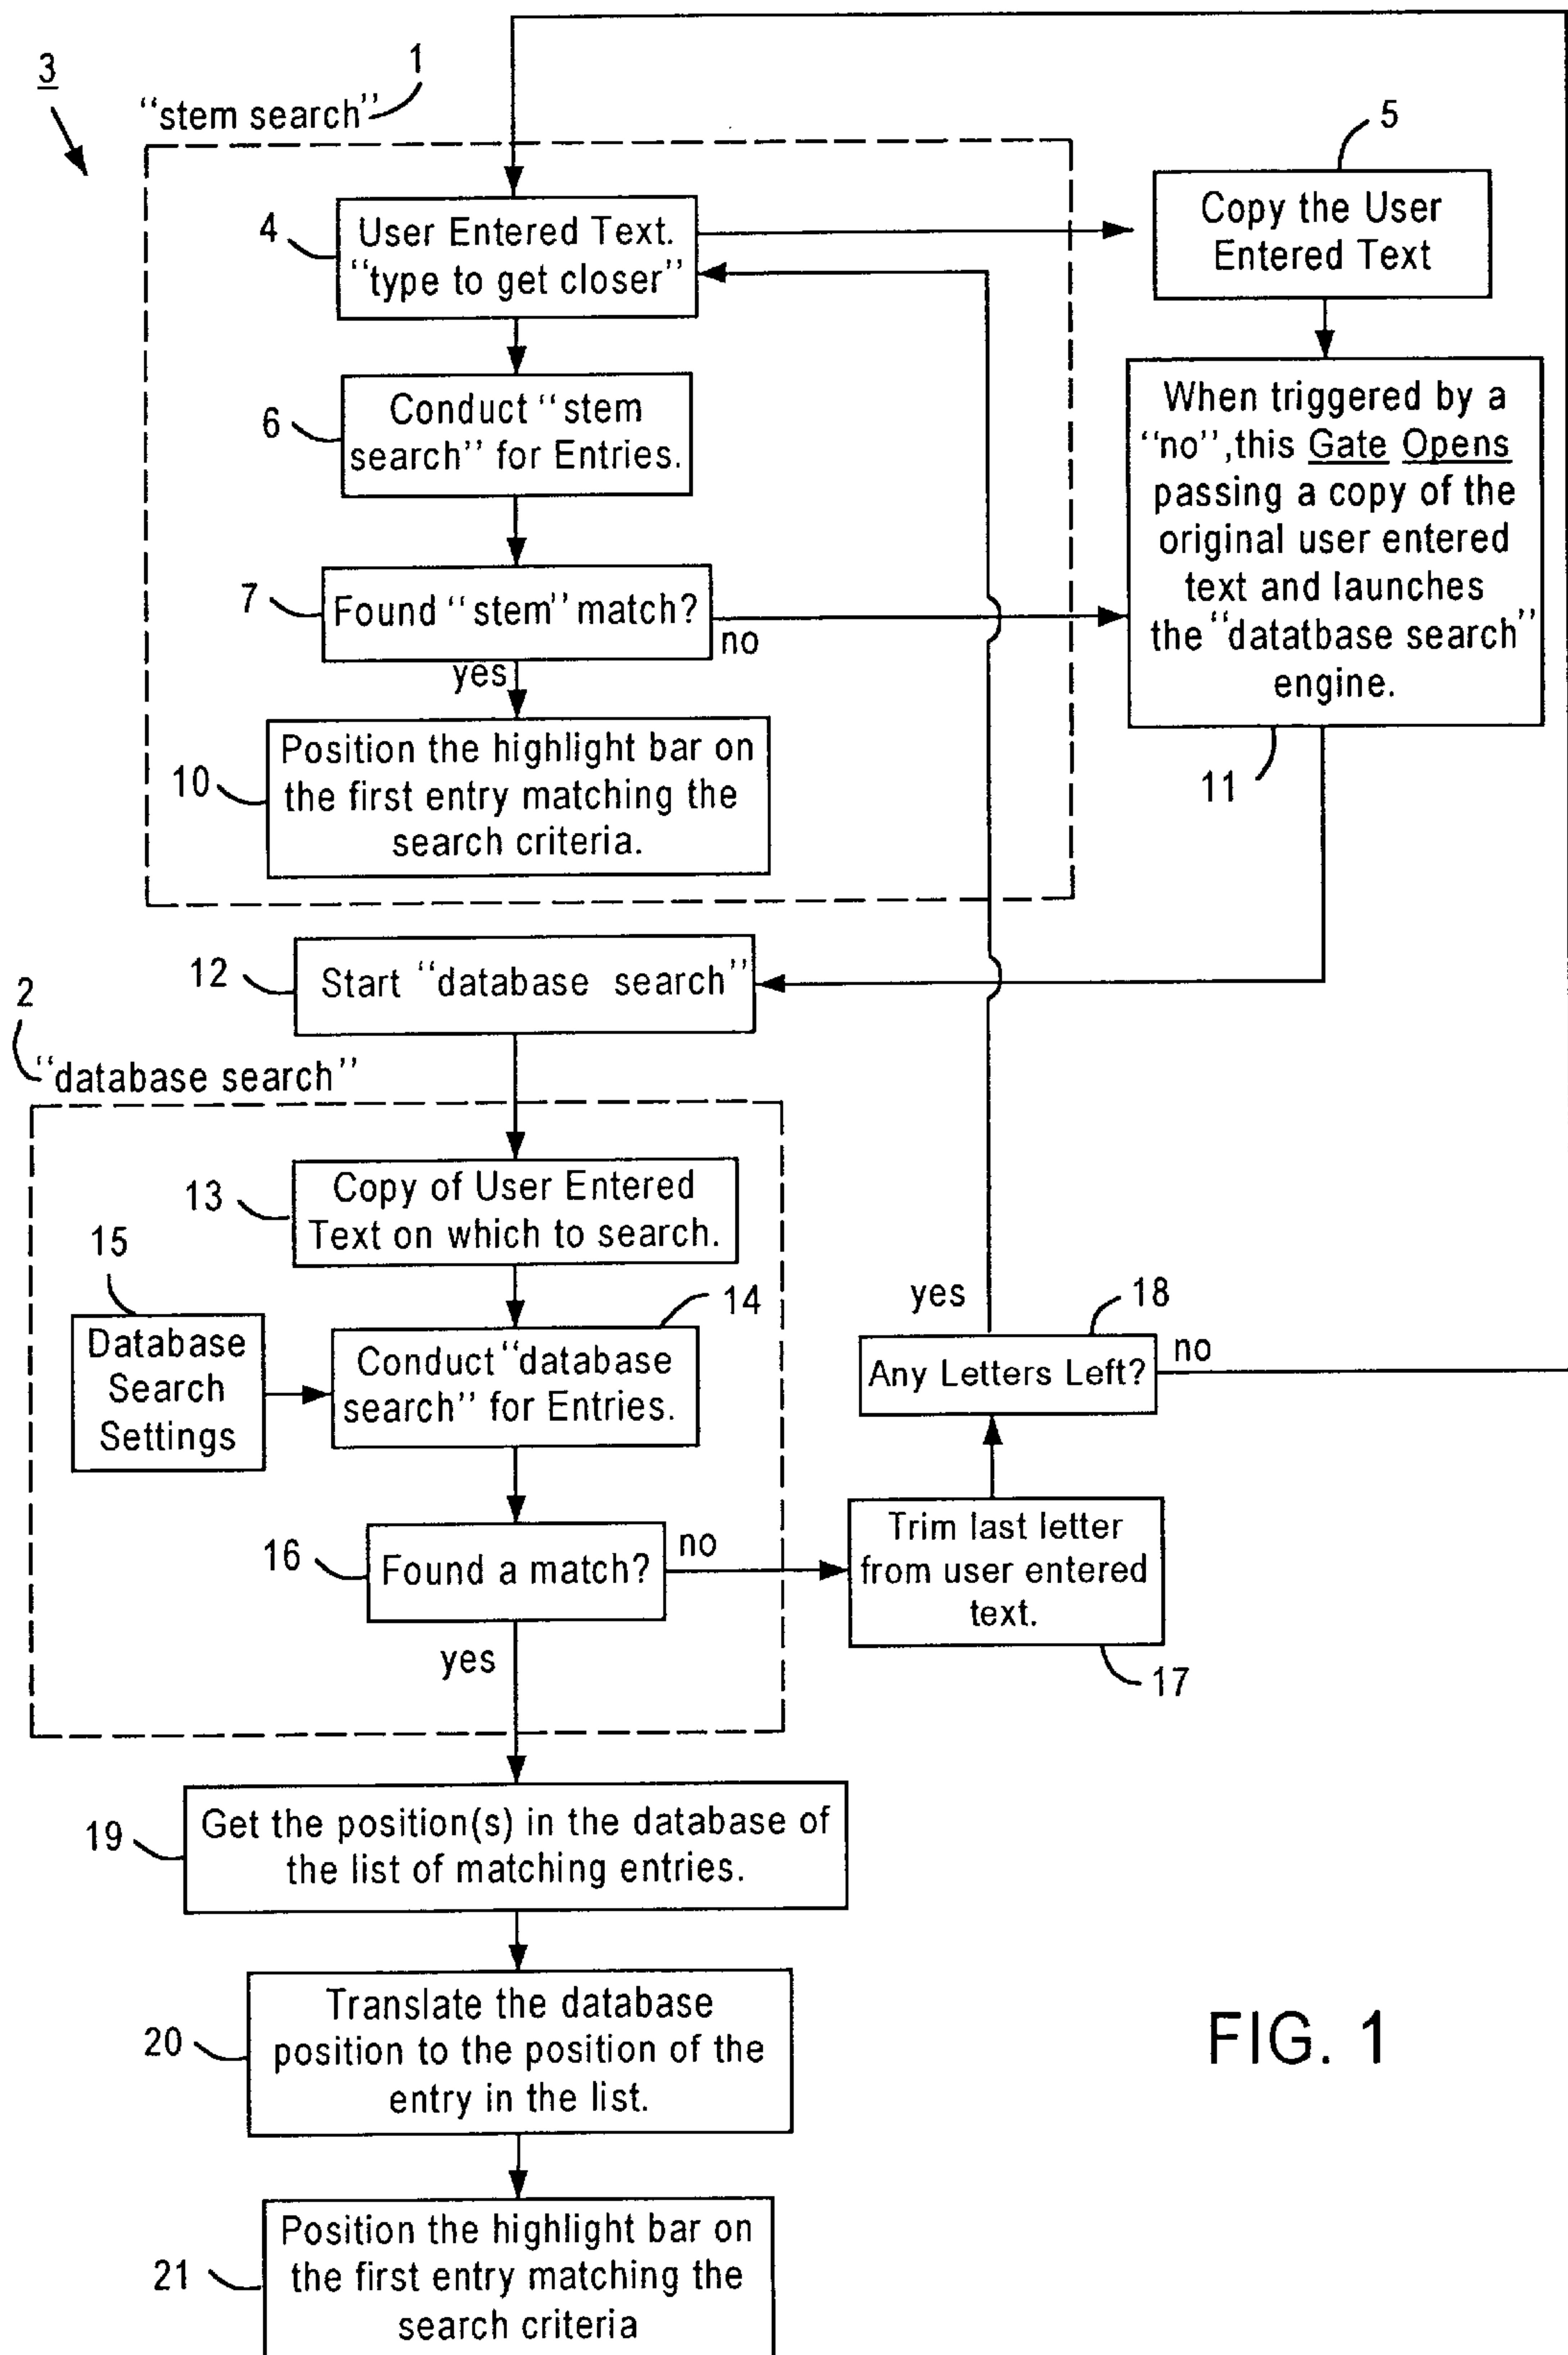 3
1
"stem search"
5
4
User Entered Text.
"type to get closer"
Copy the User
Entered Text
6
Conduct "stem
search" for Entries.
When triggered by a
"no",this Gate Opens
passing a copy of the
original user entered
text and launches
the "datatbase search"
engine.
11
7
Found "stem" match?
no
yes
10
Position the highlight bar on
the first entry matching the
search criteria.
12
Start "database search"
2
"database search"
13
Copy of User Entered
Text on which to search.
15
Database
Search
Settings
14
Conduct "database
search" for Entries.
yes
18
Any Letters Left?
no
16
Found a match?
no
yes
Trim last letter
from user entered
text.
17
19
Get the position(s) in the database of
the list of matching entries.
20
Translate the database
position to the position of the
entry in the list.
21
Position the highlight bar on
the first entry matching the
search criteria
FIG. 1